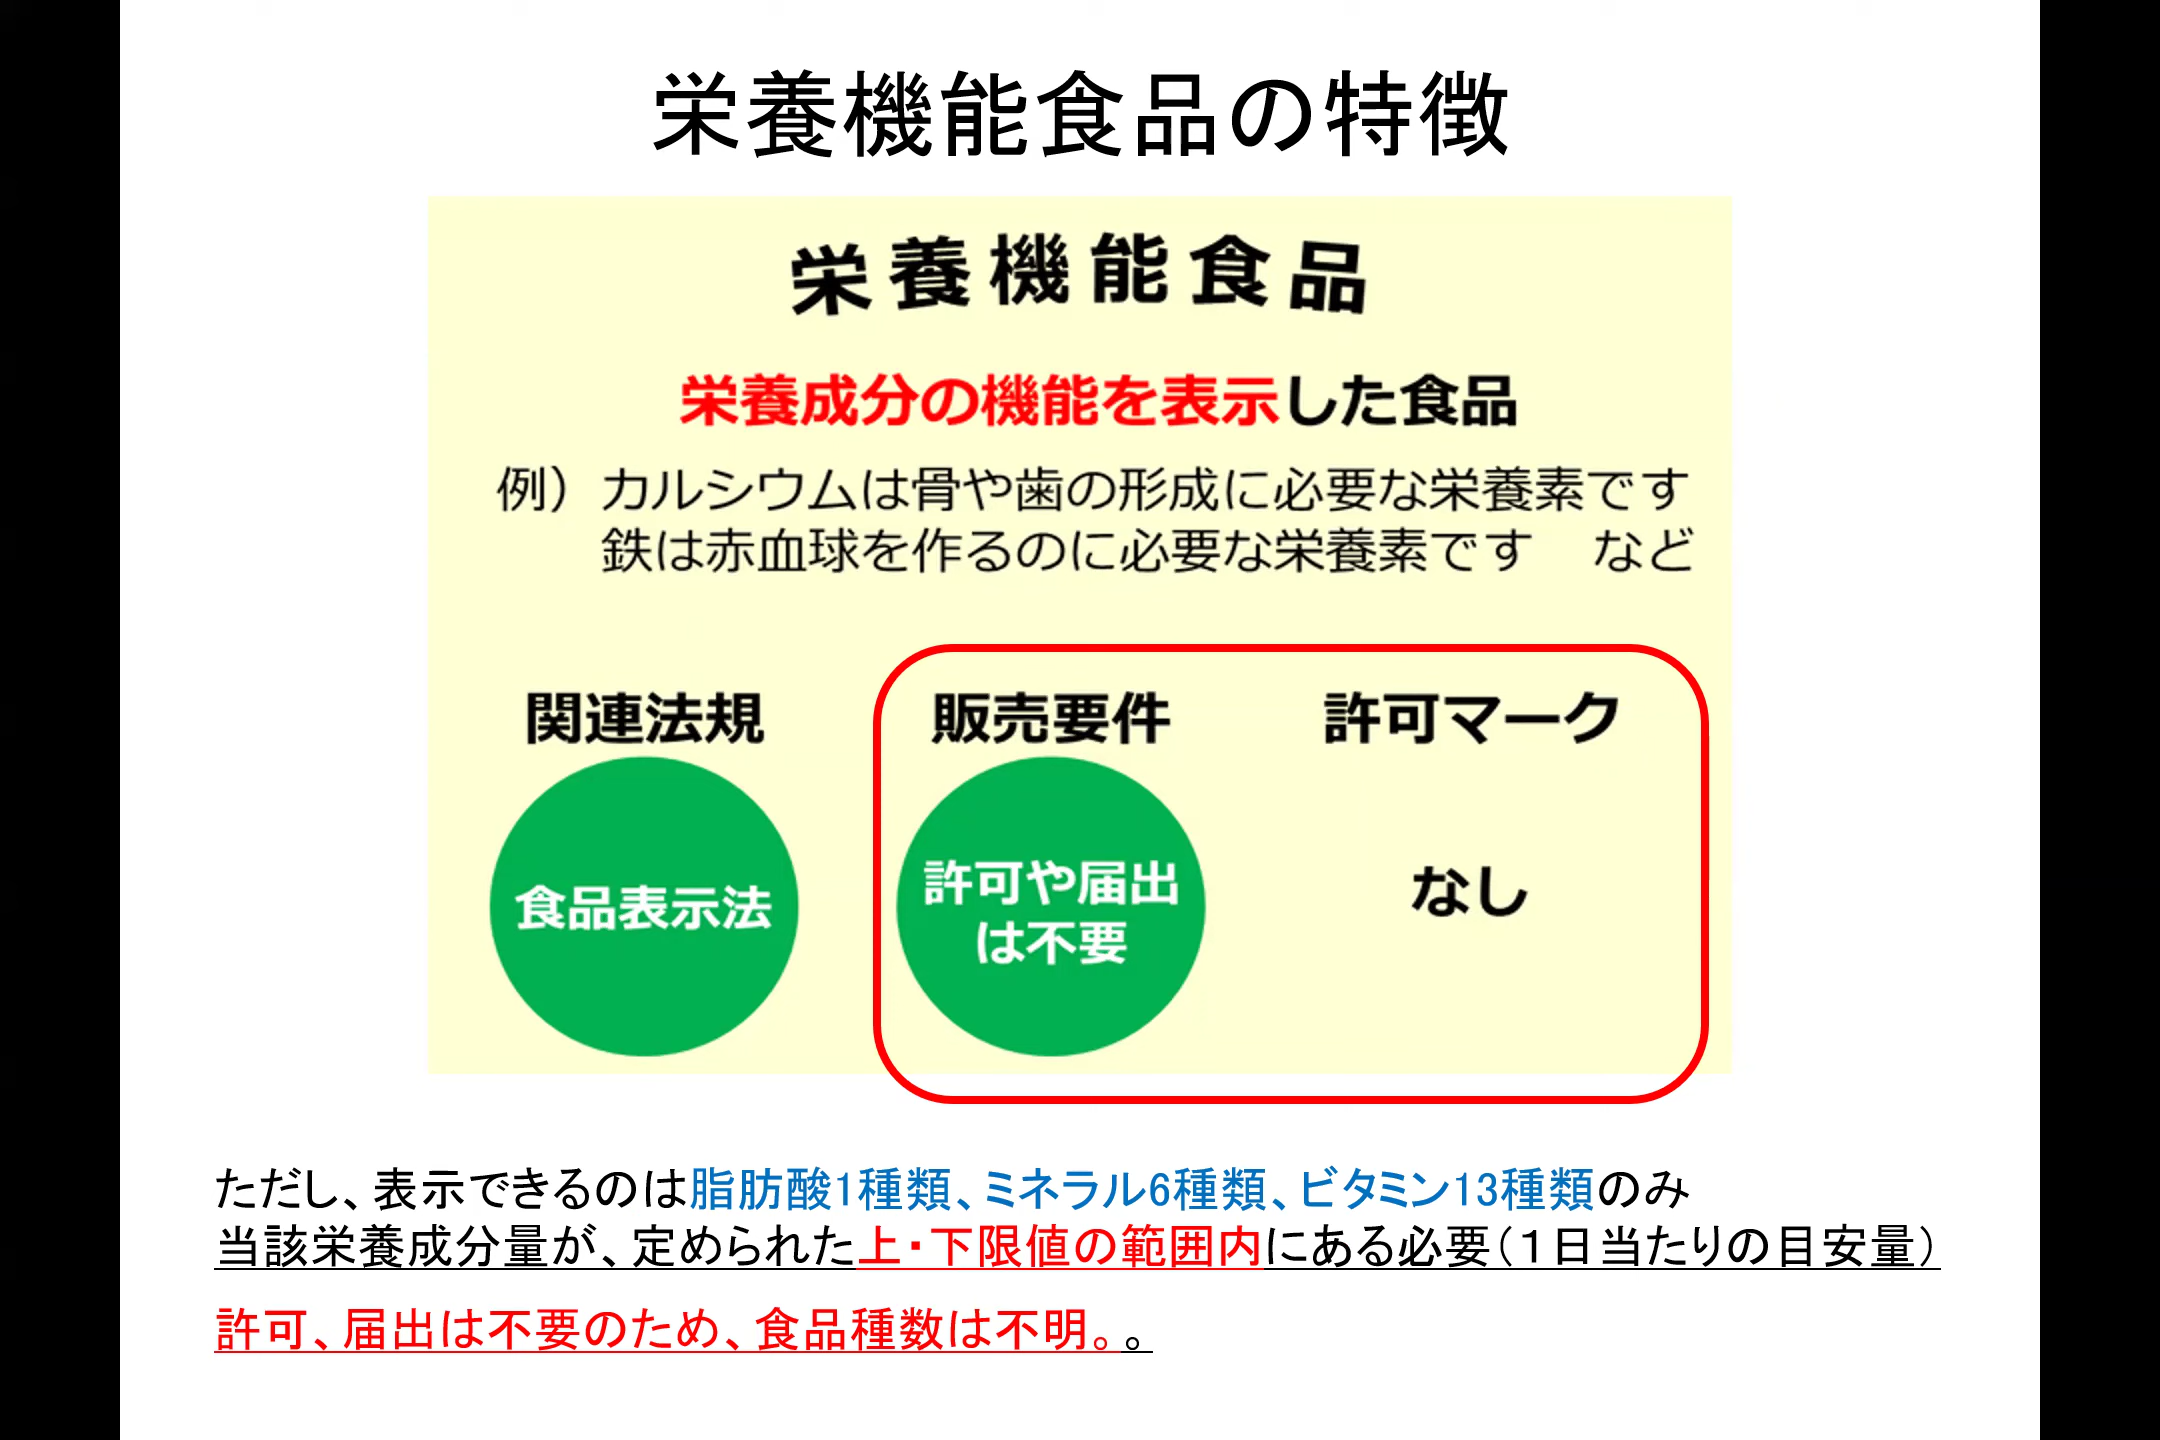 栄養機能食品の特徴
栄養機能食品
栄養成分の機能を表示した食品
例）カルシウムは骨や歯の形成に必要な栄養素です
鉄は赤血球を作るのに必要な栄養素です　など
関連法規
食品表示法
販売要件
許可や届出
は不要
許可マーク
なし
ただし、表示できるのは脂肪酸1種類、ミネラル6種類、ビタミン13種類のみ
当該栄養成分量が、定められた上・下限値の範囲内にある必要（１日当たりの目安量）
許可、届出は不要のため、食品種数は不明。。